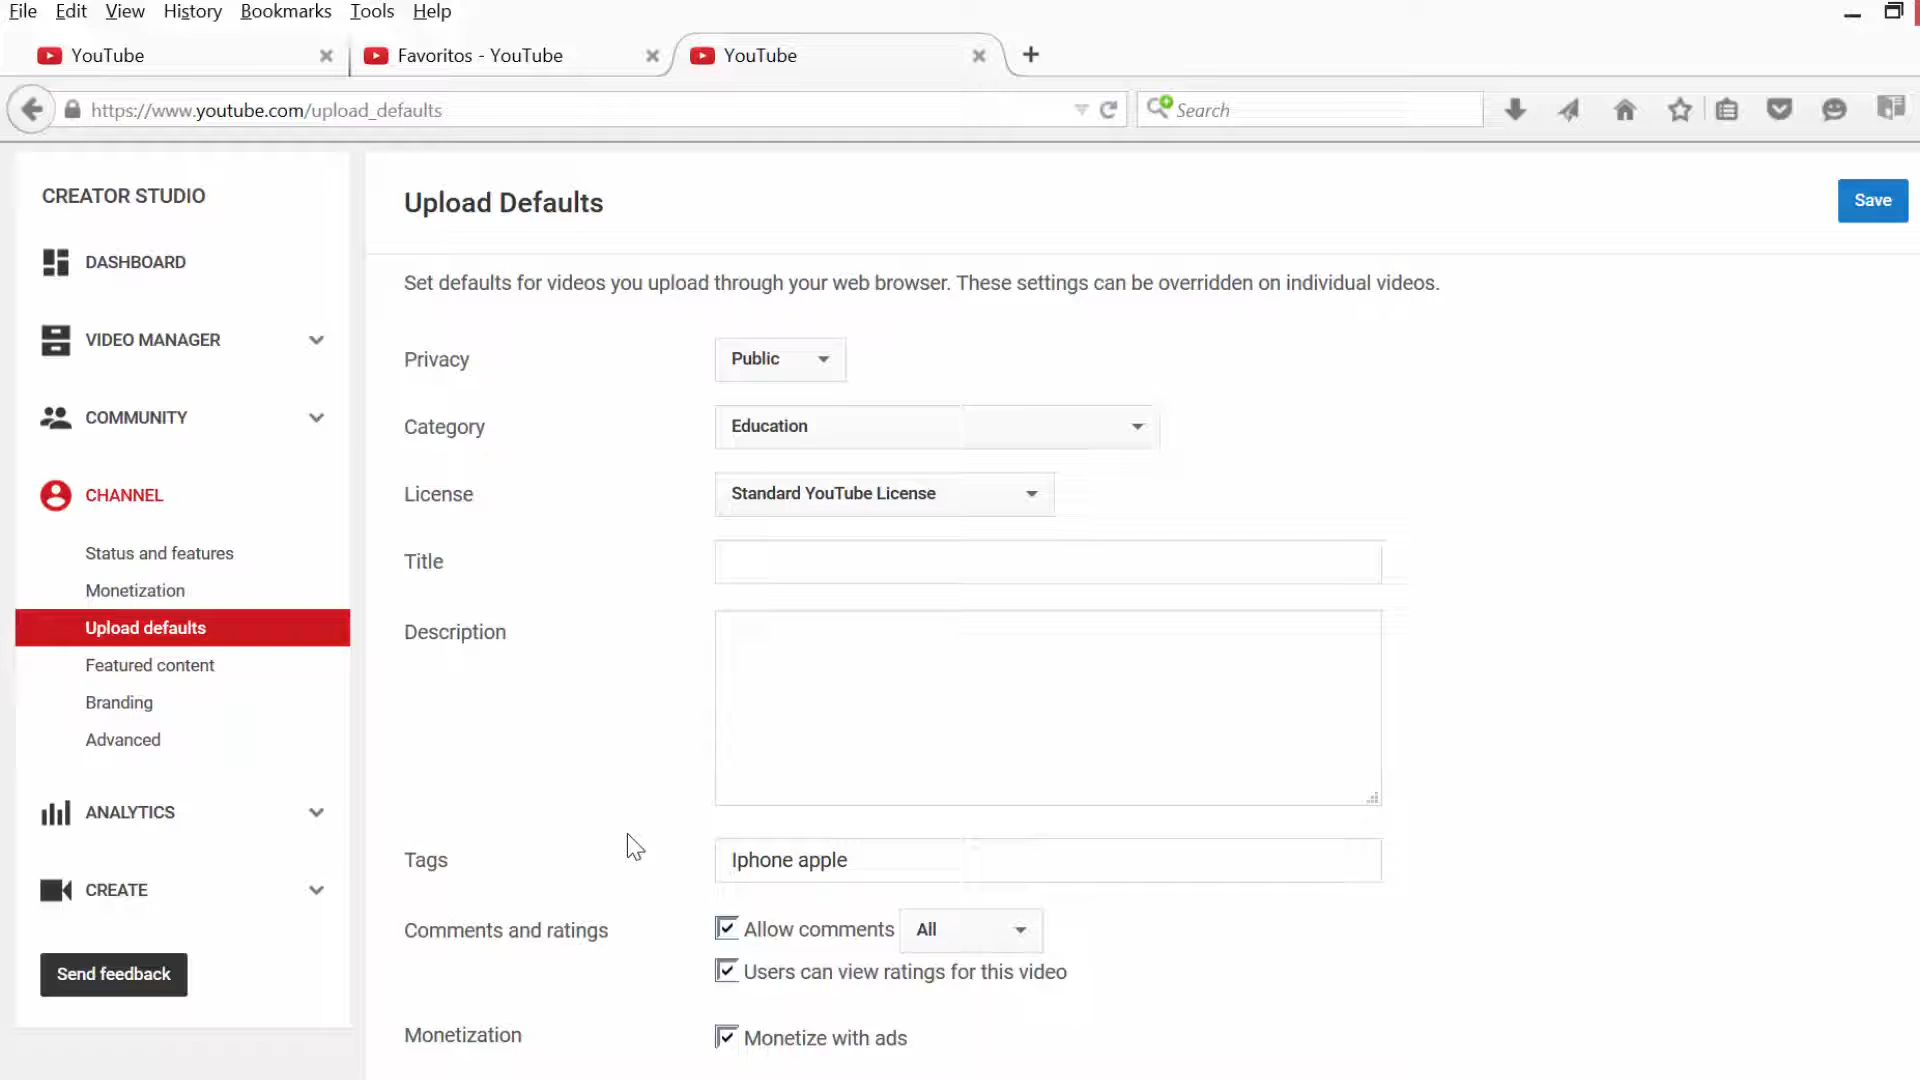 File Edit View History Bookmarks Tools Help
YouTube
Favoritos - YouTube
YouTube
https://www.youtube.com/upload_defaults
Search
CREATOR STUDIO
DASHBOARD
VIDEO MANAGER
COMMUNITY
CHANNEL
Status and features
Monetization
Upload defaults
Featured content
Branding
Advanced
ANALYTICS
CREATE
Send feedback
Upload Defaults
Save
Set defaults for videos you upload through your web browser. These settings can be overridden on individual videos.
Privacy Public
Category Education
License Standard YouTube License
Title
Description
Tags Iphone apple
Comments and ratings Allow comments All
Users can view ratings for this video
Monetization Monetize with ads